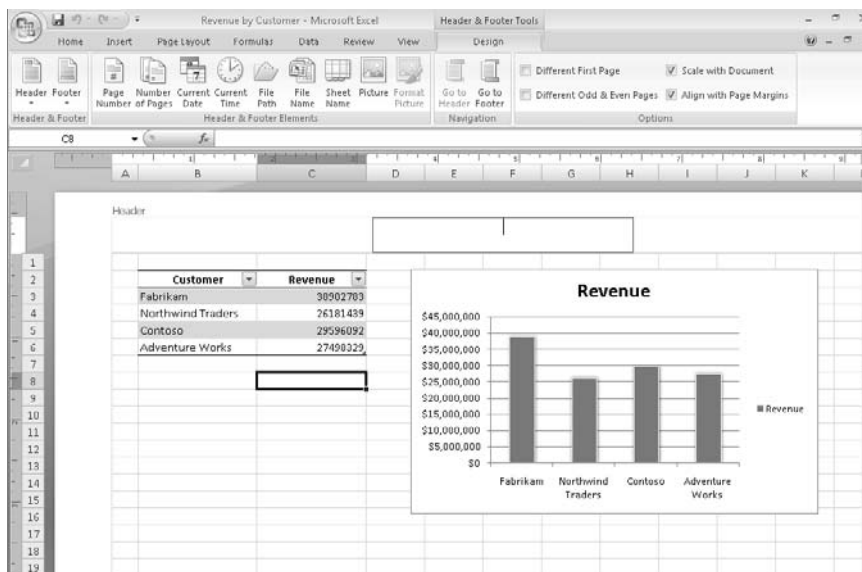 Revenue by Customer - Microsoft Excel
Header & Footer Tools
Home Insert Page Layout Formulas Data Review View Design
Header Footer
Page Number
Number of Pages
Current Date
Current Time
File Path
File Name
Sheet Name
Picture
Format Picture
Go to Header
Go to Footer
Different First Page
Different Odd & Even Pages
Scale with Document
Align with Page Margins
Header & Footer
Header & Footer Elements
Navigation
Options
C8
fx
A B C D E F G H I J K
Header
1
2
3
4
5
6
7
8
9
10
11
12
13
14
15
16
17
18
19
Customer Revenue
Fabrikam 38902783
Northwind Traders 26181439
Contoso 29596092
Adventure Works 27490329
Revenue
$45,000,000
$40,000,000
$35,000,000
$30,000,000
$25,000,000
$20,000,000
$15,000,000
$10,000,000
$5,000,000
$0
Fabrikam
Northwind Traders
Contoso
Adventure Works
Revenue